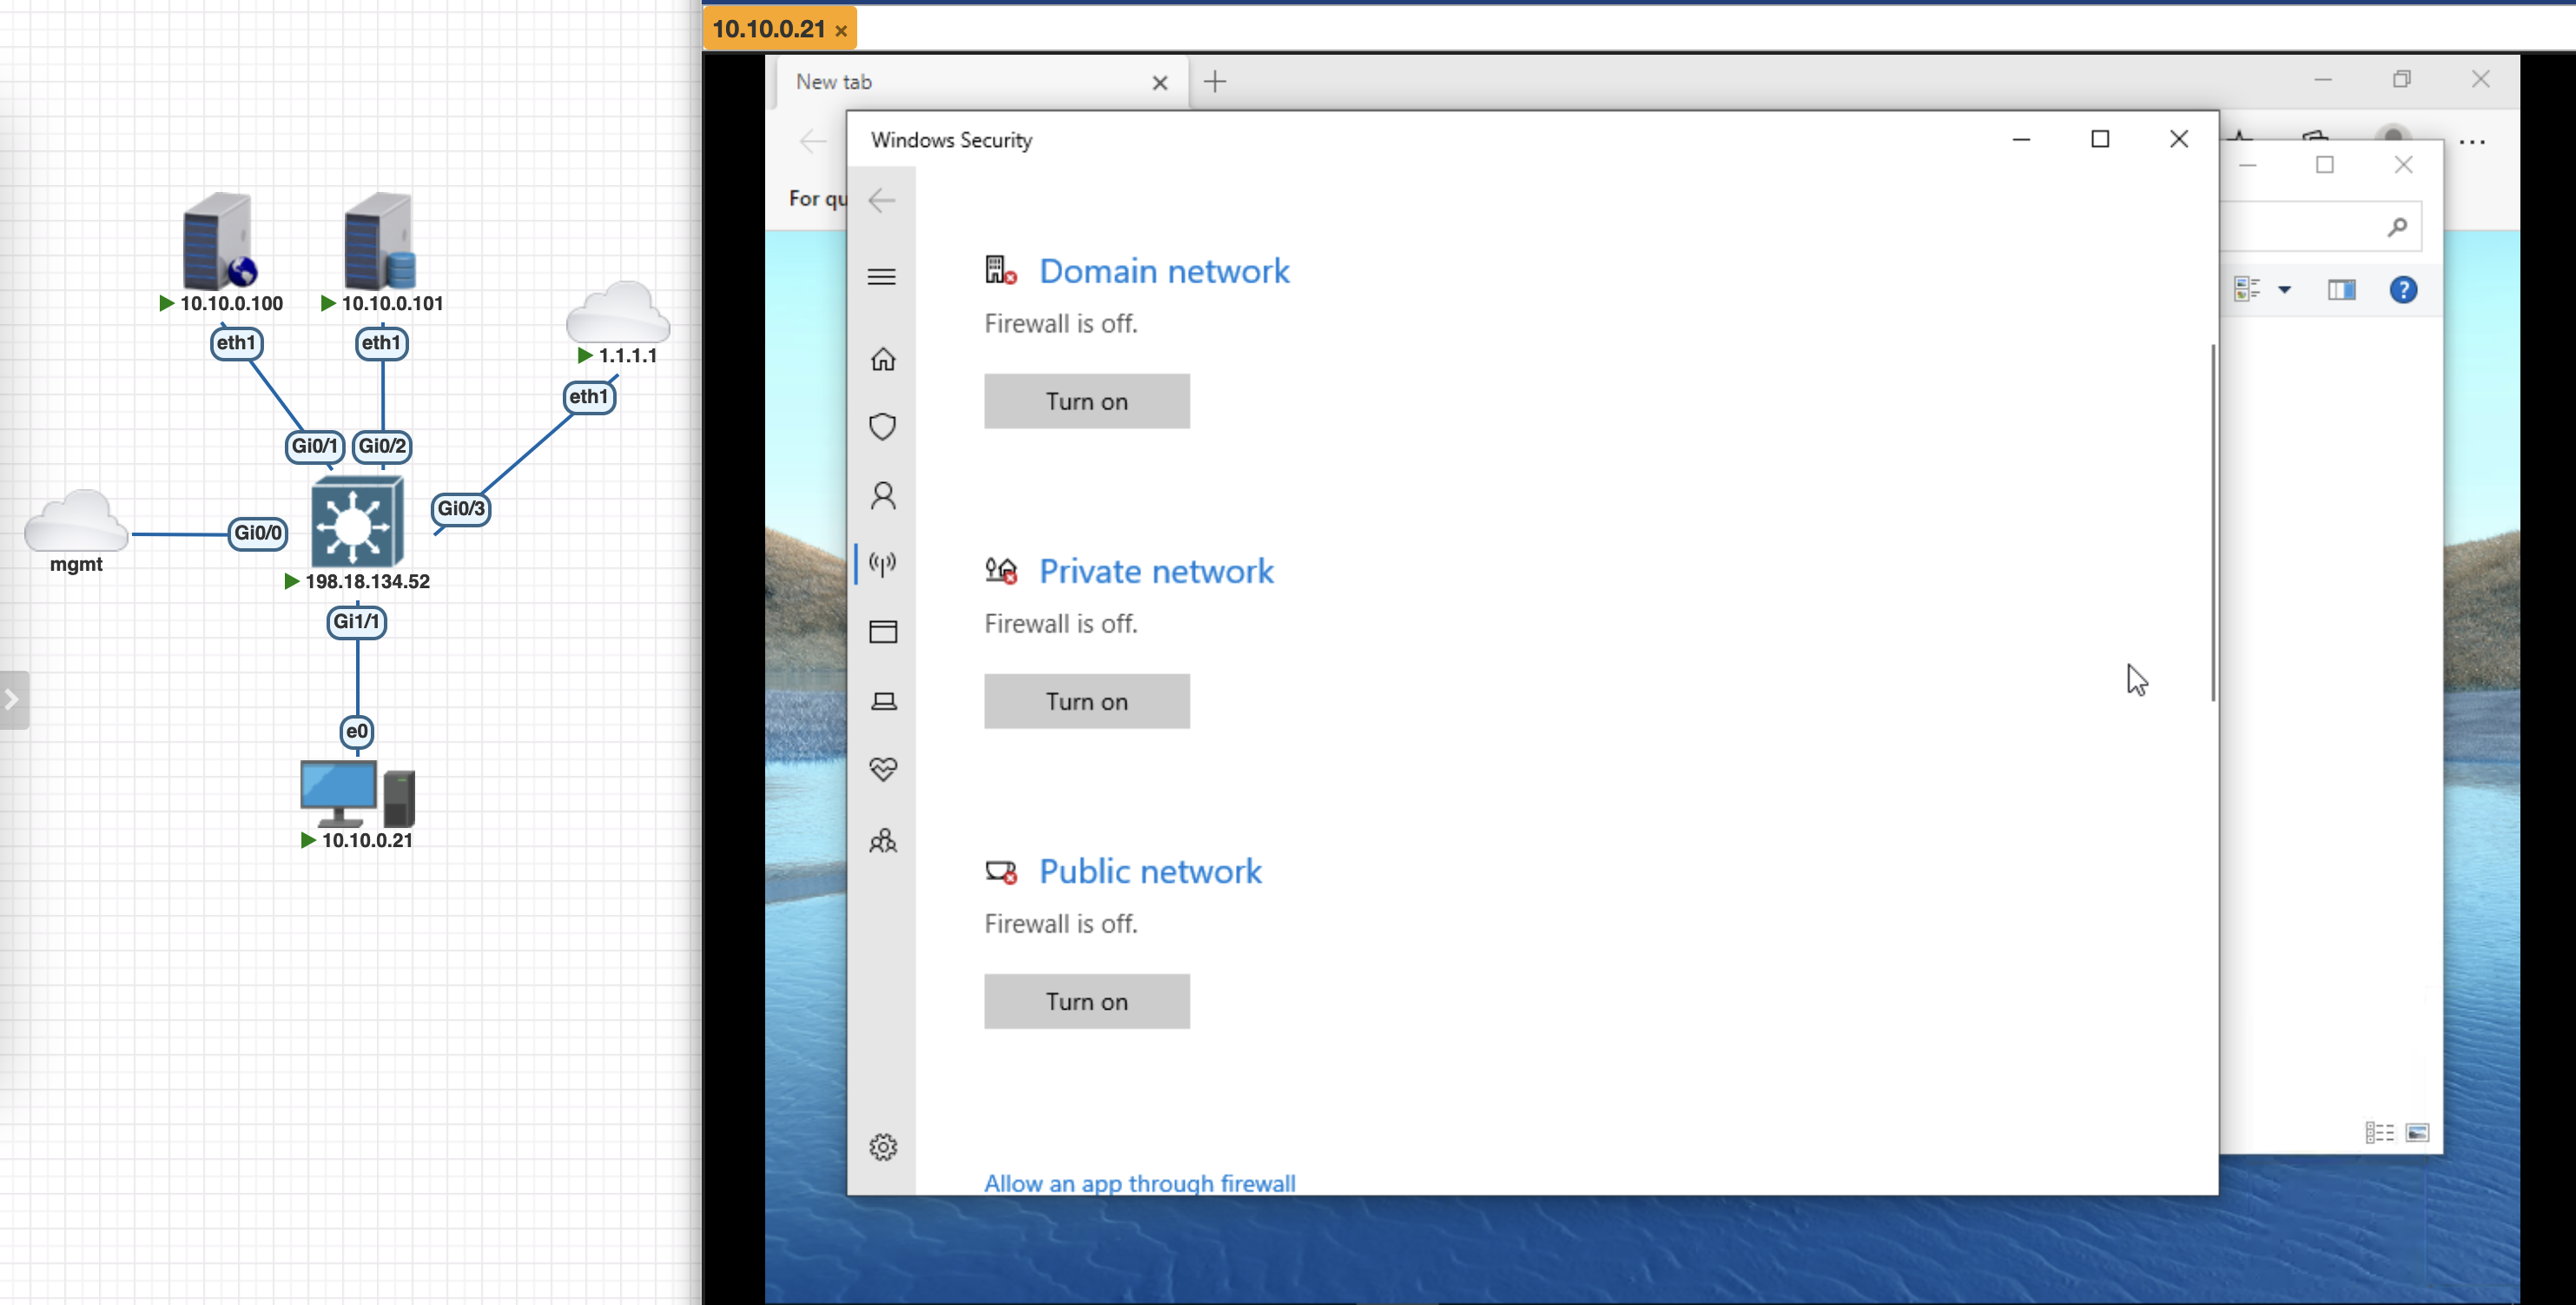 10.10.0.100
10.10.0.101
eth1
eth1
1.1.1.1
eth1
Gi0/1
Gi0/2
Gi0/3
Gi0/0
mgmt
198.18.134.52
Gi1/1
e0
10.10.0.21
10.10.0.21 ×
New tab
For qu
Windows Security
Domain network
Firewall is off.
Turn on
Private network
Firewall is off.
Turn on
Public network
Firewall is off.
Turn on
Allow an app through firewall